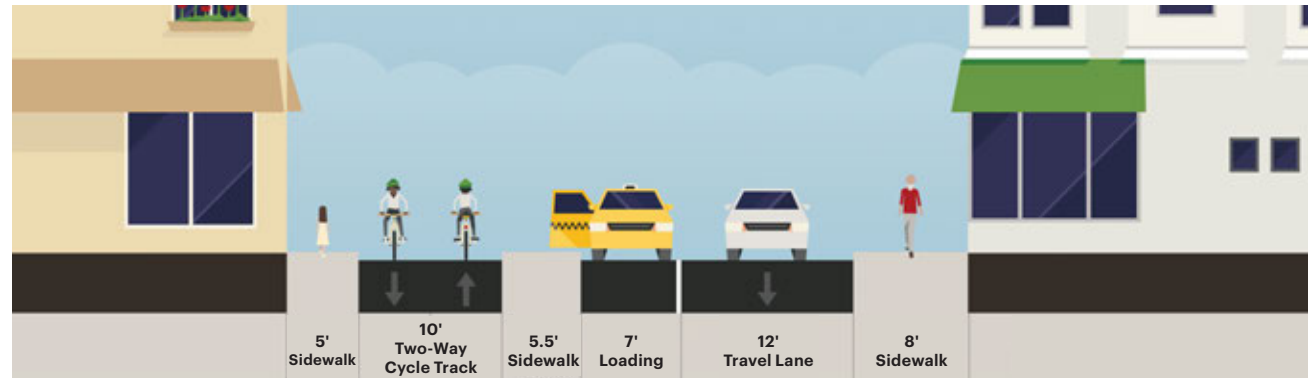 5'
Sidewalk
10'
Two-Way
Cycle Track
5.5'
Sidewalk
7'
Loading
12'
Travel Lane
8'
Sidewalk